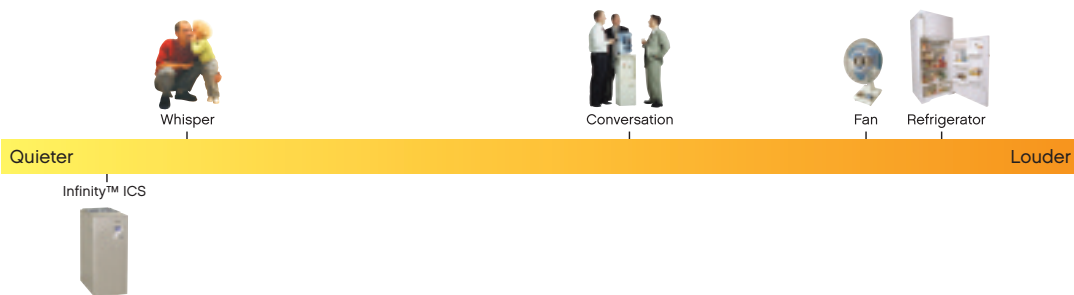 Whisper
Conversation
Fan
Refrigerator
Quieter
Louder
Infinity™ ICS